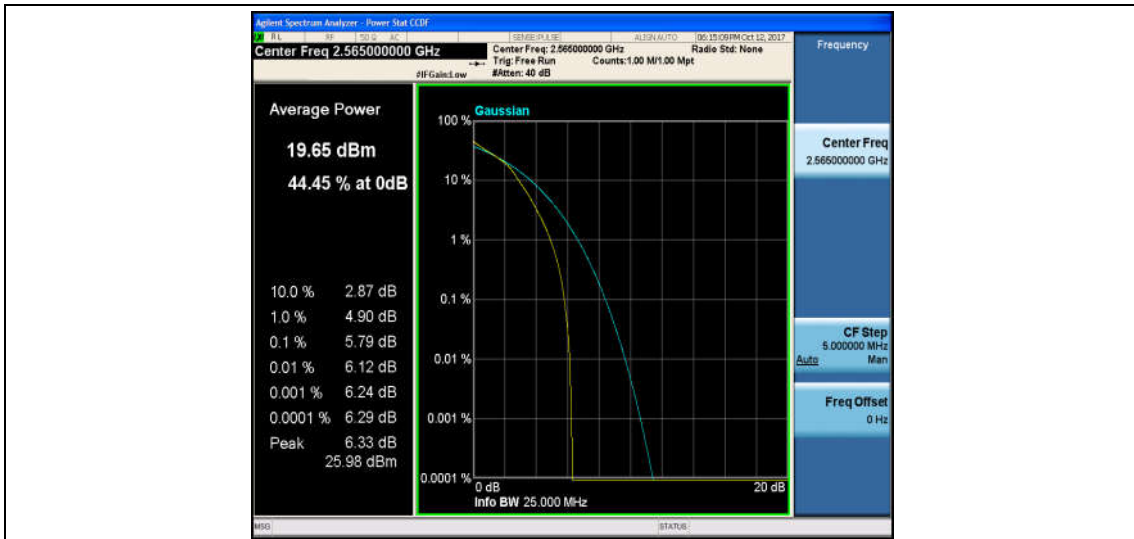 Agilent Spectrum Analyzer - Power Stat CCDF
RL RF 50 Ω AC SENSE:PULSE ALIGNAUTO 06:15:09PM Oct 12, 2017
Center Freq 2.565000000 GHz
Center Freq: 2.565000000 GHz Radio Std: None
Trig: Free Run Counts:1.00 M/1.00 Mpt
#IFGain:Low #Atten: 40 dB
Frequency
Average Power
19.65 dBm
44.45 % at 0dB
10.0 % 2.87 dB
1.0 % 4.90 dB
0.1 % 5.79 dB
0.01 % 6.12 dB
0.001 % 6.24 dB
0.0001 % 6.29 dB
Peak 6.33 dB
25.98 dBm
Gaussian
100 %
10 %
1 %
0.1 %
0.01 %
0.001 %
0.0001 %
0 dB 20 dB
Info BW 25.000 MHz
Center Freq
2.565000000 GHz
CF Step
5.000000 MHz
Auto Man
Freq Offset
0 Hz
MSG STATUS